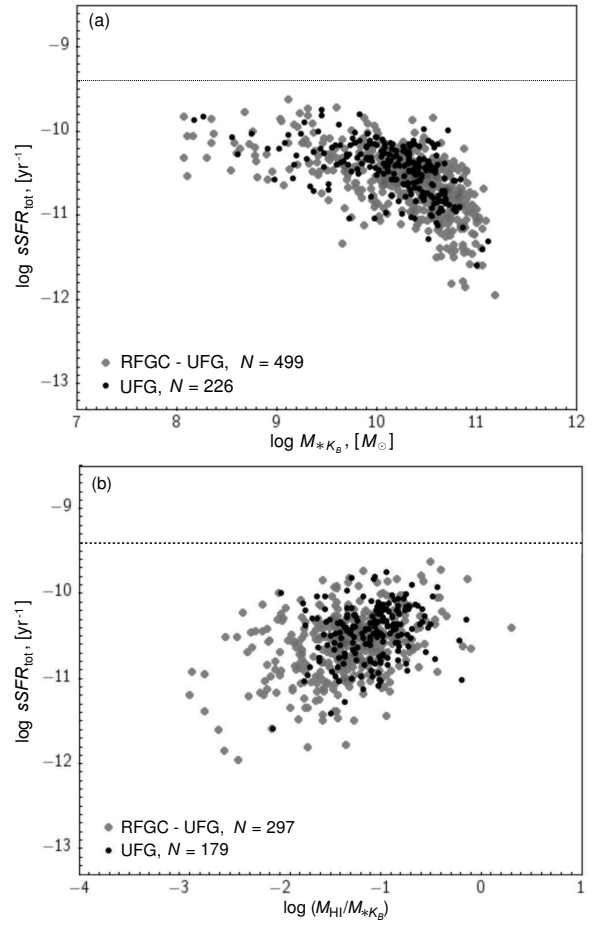 (a)
−9
−10
−11
−12
−13
log sSFRtot, [yr-1]
RFGC - UFG, N = 499
UFG, N = 226
7 8 9 10 11 12
log M∗KB, [M⊙]
(b)
−9
−10
−11
−12
−13
log sSFRtot, [yr-1]
RFGC - UFG, N = 297
UFG, N = 179
−4 −3 −2 −1 0 1
log (MHI/M∗KB)